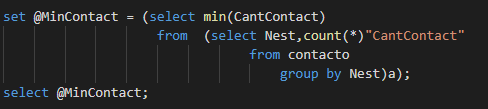 set @MinContact = (select min(CantContact)
from (select Nest,count(*)"CantContact"
from contacto
group by Nest)a);
select @MinContact;